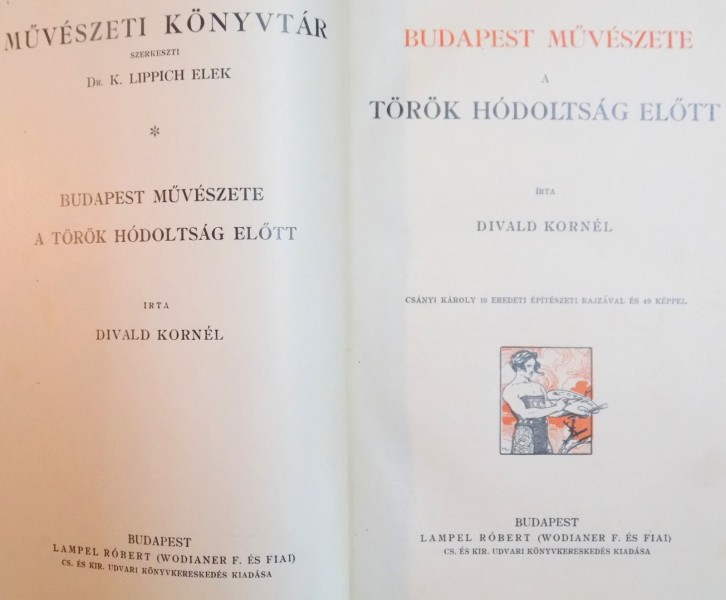 MŰVÉSZETI KÖNYVTÁR
SZERKESZTI
DR. K. LIPPICH ELEK
*
BUDAPEST MŰVÉSZETE
A TÖRÖK HÓDOLTSÁG ELŐTT
IRTA
DIVALD KORNÉL
BUDAPEST
LAMPEL RÓBERT (WODIANER F. ÉS FIAI)
CS. ÉS KIR. UDVARI KÖNYVKERESKEDÉS KIADÁSA
BUDAPEST MŰVÉSZETE
A
TÖRÖK HÓDOLTSÁG ELŐTT
ÍRTA
DIVALD KORNÉL
CSÁNYI KÁROLY 10 EREDETI ÉPÍTÉSZETI RAJZÁVAL ÉS 49 KÉPPEL.
BUDAPEST
LAMPEL RÓBERT (WODIANER F. ÉS FIAI)
CS. ÉS KIR. UDVARI KÖNYVKERESKEDÉS KIADÁSA